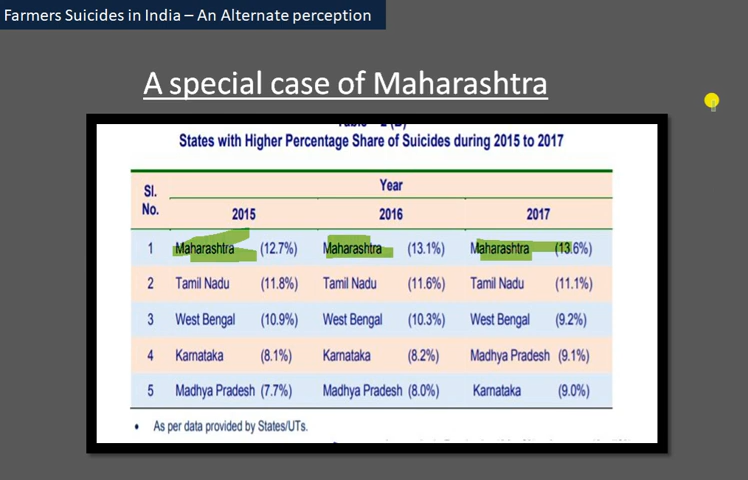 Farmers Suicides in India – An Alternate perception
A special case of Maharashtra
States with Higher Percentage Share of Suicides during 2015 to 2017
Sl. No. Year
2015 2016 2017
1 Maharashtra (12.7%) Maharashtra (13.1%) Maharashtra (13.6%)
2 Tamil Nadu (11.8%) Tamil Nadu (11.6%) Tamil Nadu (11.1%)
3 West Bengal (10.9%) West Bengal (10.3%) West Bengal (9.2%)
4 Karnataka (8.1%) Karnataka (8.2%) Madhya Pradesh (9.1%)
5 Madhya Pradesh (7.7%) Madhya Pradesh (8.0%) Karnataka (9.0%)
• As per data provided by States/UTs.